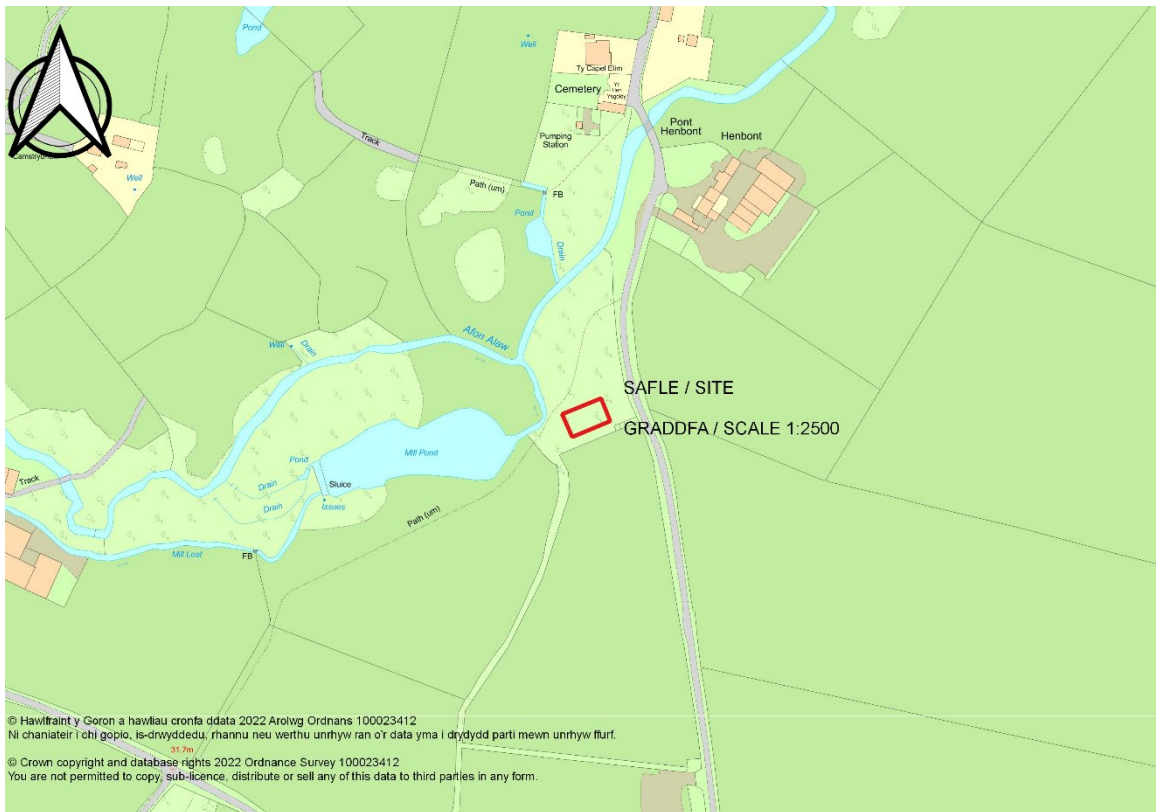 Pond
Well
Ty Capel Elim
Cemetery
Yr
Hen
Ysgoldy
Pumping
Station
Pont
Henbont
Henbont
Track
Well
Path (um)
FB
Pond
Drain
Afon Alaw
Well
Drain
SAFLE / SITE
GRADDFA / SCALE 1:2500
Mill Pond
Pond
Track
Drain
Sluice
Drain
Issues
Path (um)
Mill Leat
FB
© Hawlfraint y Goron a hawliau cronfa ddata 2022 Arolwg Ordnans 100023412
Ni chaniateir i chi gopio, is-drwyddedu, rhannu neu werthu unrhyw ran o'r data yma i drydydd parti mewn unrhyw ffurf.
31.7m
© Crown copyright and database rights 2022 Ordnance Survey 100023412
You are not permitted to copy, sub-licence, distribute or sell any of this data to third parties in any form.